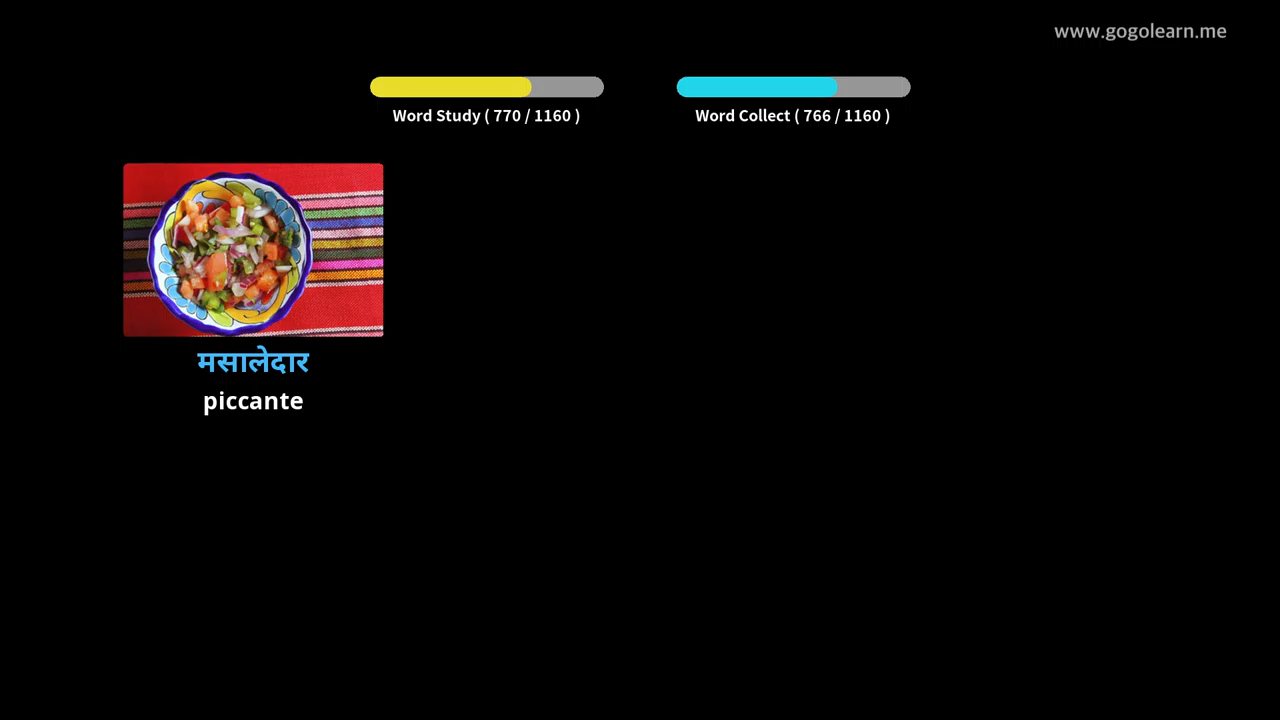 www.gogolearn.me
Word Study ( 770 / 1160 )
Word Collect ( 766 / 1160 )
मसालेदार
piccante